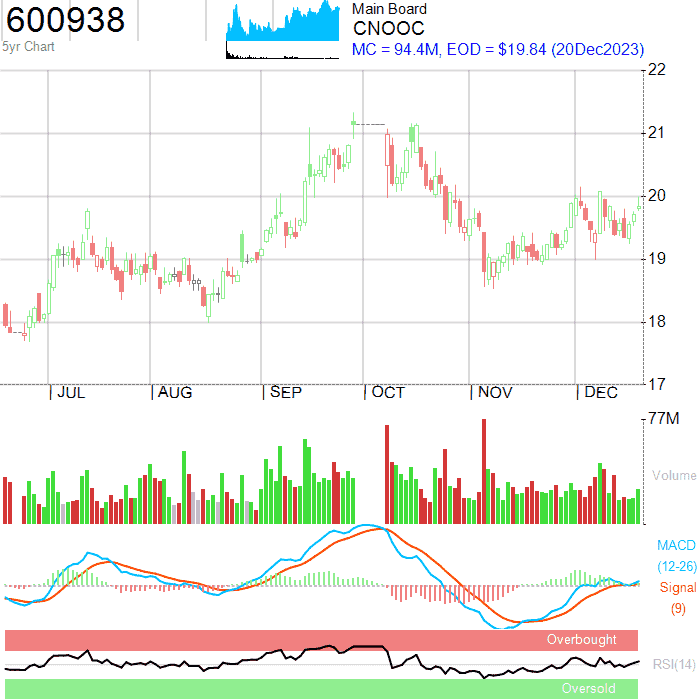 600938
5yr Chart
Main Board
CNOOC
MC = 94.4M, EOD = $19.84 (20Dec2023)
22
21
20
19
18
17
JUL
AUG
SEP
OCT
NOV
DEC
77M
Volume
MACD
(12-26)
Signal
(9)
Overbought
RSI(14)
Oversold